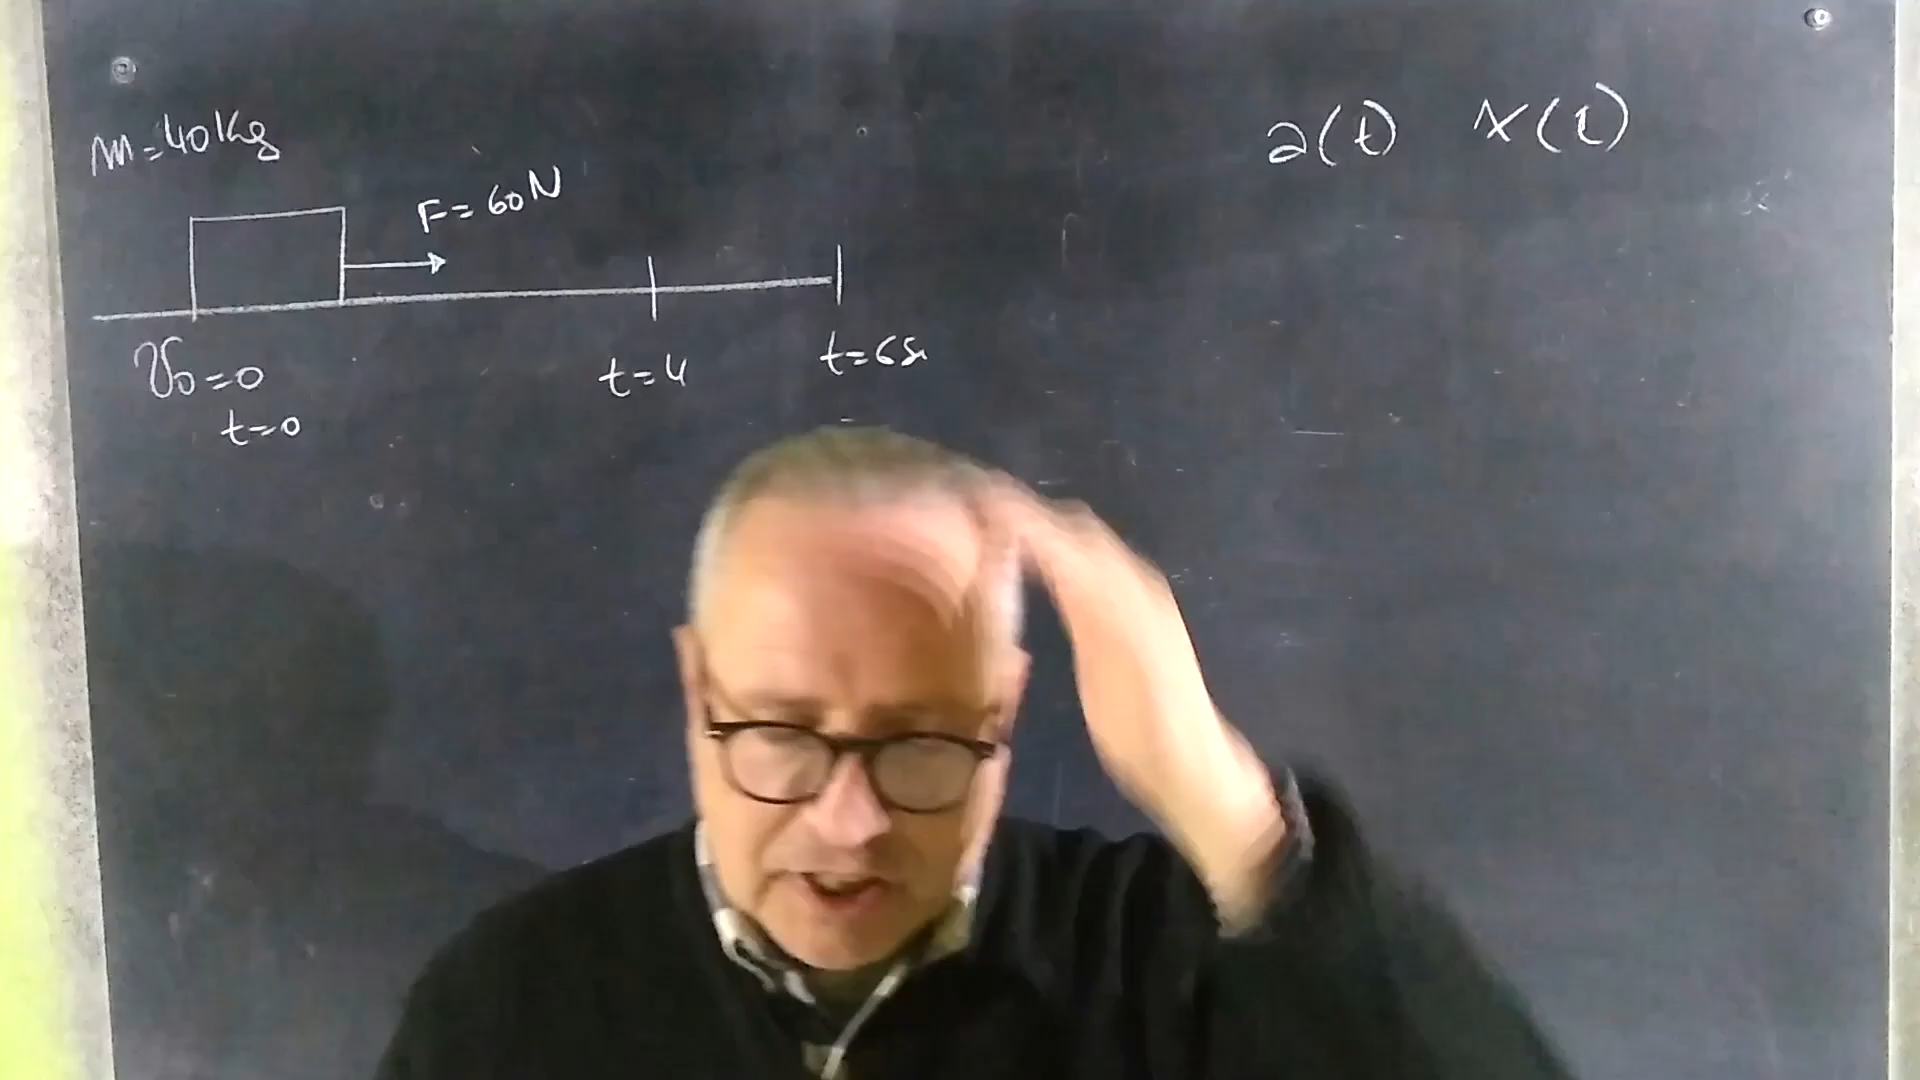 m=40Kg
F=60N
a(t) x(t)
v₀=0
t=0
t=4
t=6s